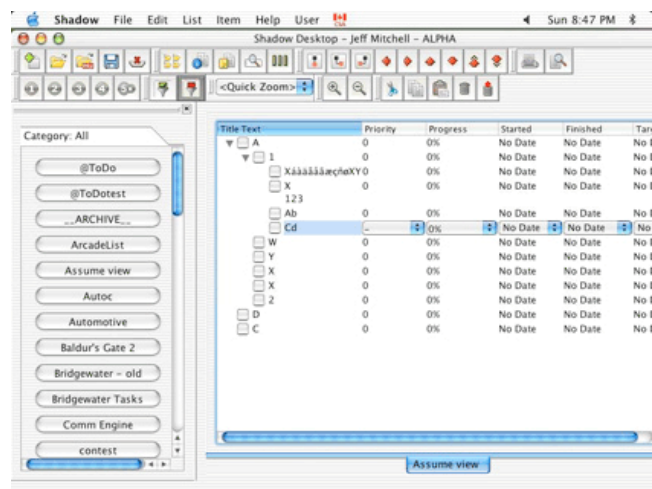 Shadow File Edit List Item Help User Sun 8:47 PM
Shadow Desktop – Jeff Mitchell – ALPHA
<Quick Zoom>
Category: All
@ToDo
@ToDotest
__ARCHIVE__
ArcadeList
Assume view
Autoc
Automotive
Baldur's Gate 2
Bridgewater – old
Bridgewater Tasks
Comm Engine
contest
Title Text Priority Progress Started Finished
A 0 0% No Date No Date
1 0 0% No Date No Date
0 0% No Date No Date
X 0 0% No Date No Date
123
Ab 0 0% No Date No Date
Cd – 0% No Date No Date No
W 0 0% No Date No Date
Y 0 0% No Date No Date
X 0 0% No Date No Date
X 0 0% No Date No Date
2 0 0% No Date No Date
D 0 0% No Date No Date
C 0 0% No Date No Date
Assume view